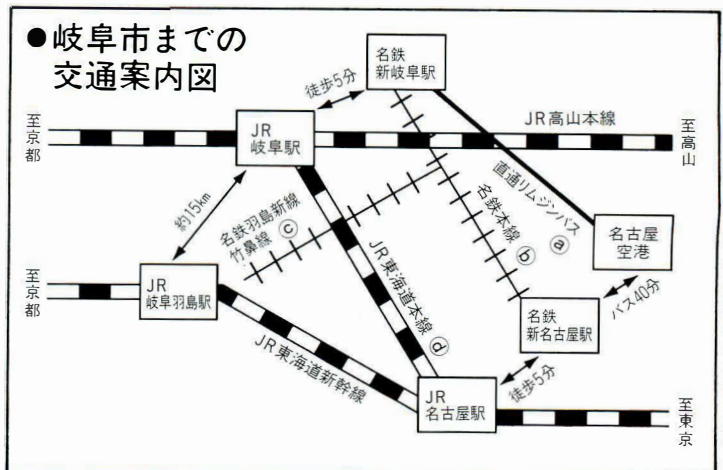 ●岐阜市までの
交通案内図
名鉄
新岐阜駅
徒歩5分
JR高山本線
至京都
JR
岐阜駅
至高山
直通リムジンバス
ⓐ
名鉄本線
ⓑ
約15km
名鉄羽島新線
竹鼻線
ⓒ
名古屋
空港
JR東海道本線
ⓓ
至京都
JR
岐阜羽島駅
バス40分
名鉄
新名古屋駅
JR東海道新幹線
徒歩5分
JR
名古屋駅
至東京